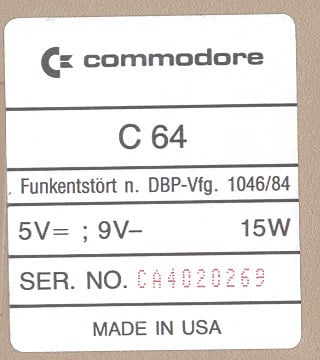 commodore
C 64
Funkentstört n. DBP-Vfg. 1046/84
5V= ; 9V– 15W
SER. NO. CA4020269
MADE IN USA